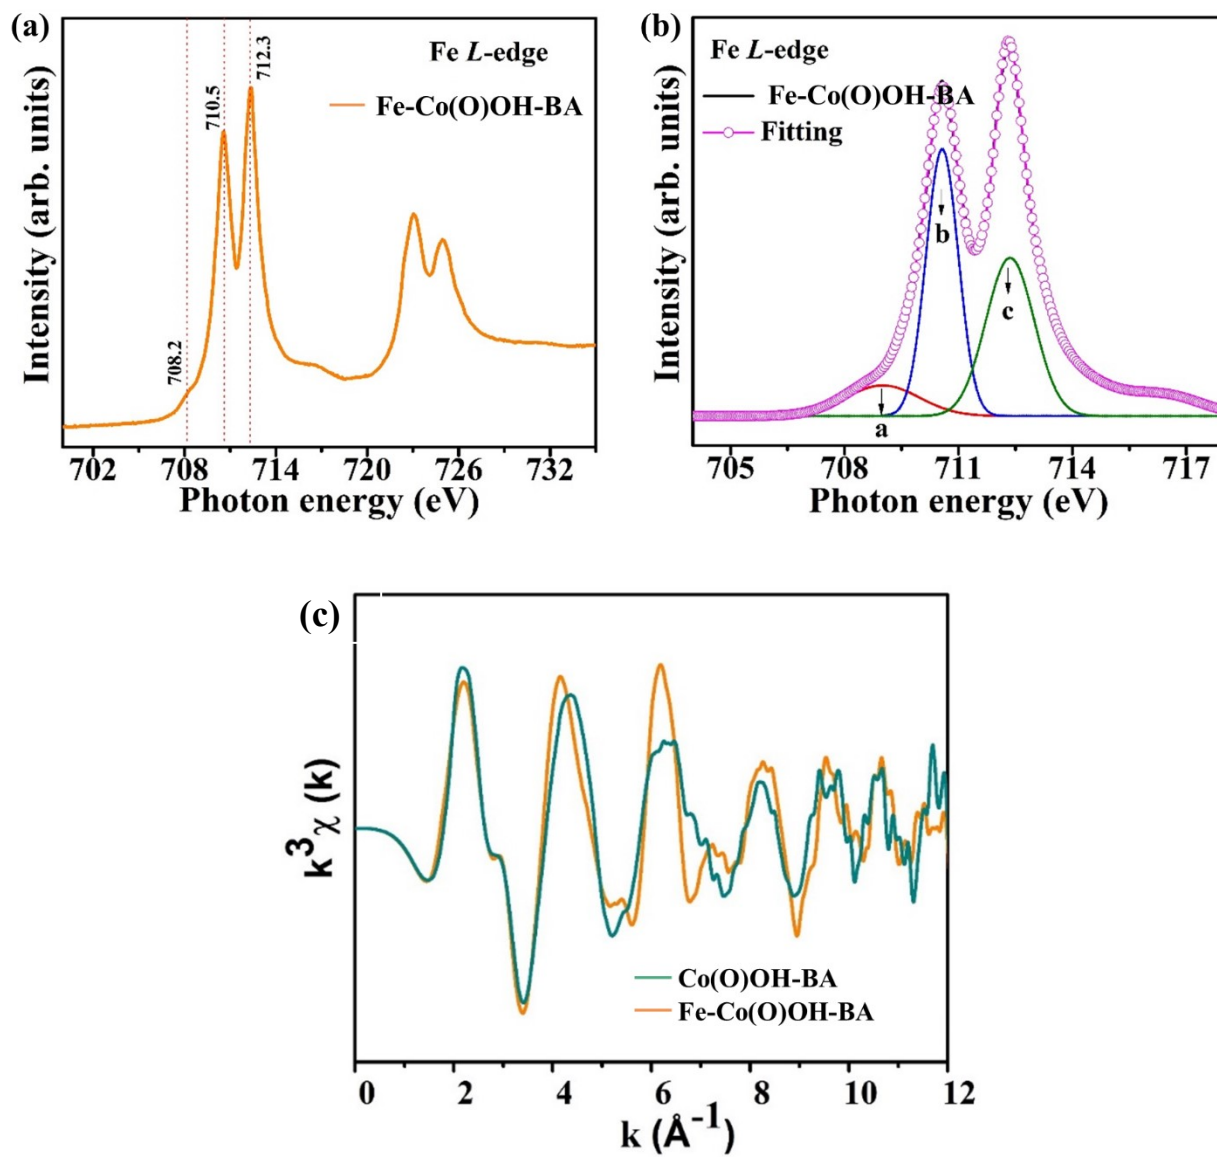 (a)
Fe L-edge
Fe-Co(O)OH-BA
708.2
710.5
712.3
Intensity (arb. units)
702 708 714 720 726 732
Photon energy (eV)
(b)
Fe L-edge
Fe-Co(O)OH-BA
Fitting
a
b
c
Intensity (arb. units)
705 708 711 714 717
Photon energy (eV)
(c)
k³χ (k)
Co(O)OH-BA
Fe-Co(O)OH-BA
0 2 4 6 8 10 12
k (Å⁻¹)